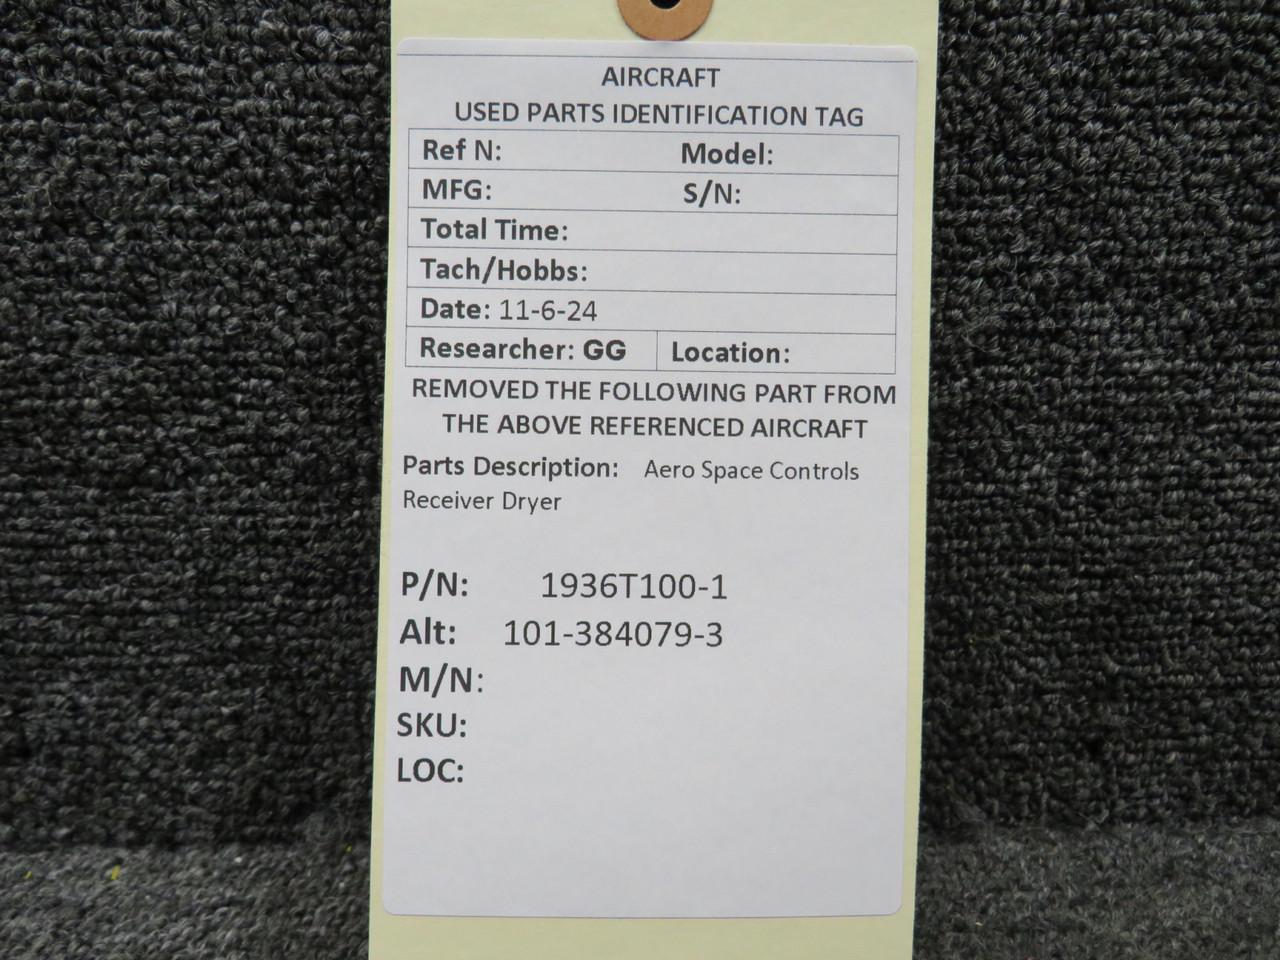 AIRCRAFT
USED PARTS IDENTIFICATION TAG
Ref N: Model:
MFG: S/N:
Total Time:
Tach/Hobbs:
Date: 11-6-24
Researcher: GG Location:
REMOVED THE FOLLOWING PART FROM
THE ABOVE REFERENCED AIRCRAFT
Parts Description: Aero Space Controls
Receiver Dryer
P/N: 1936T100-1
Alt: 101-384079-3
M/N:
SKU:
LOC: